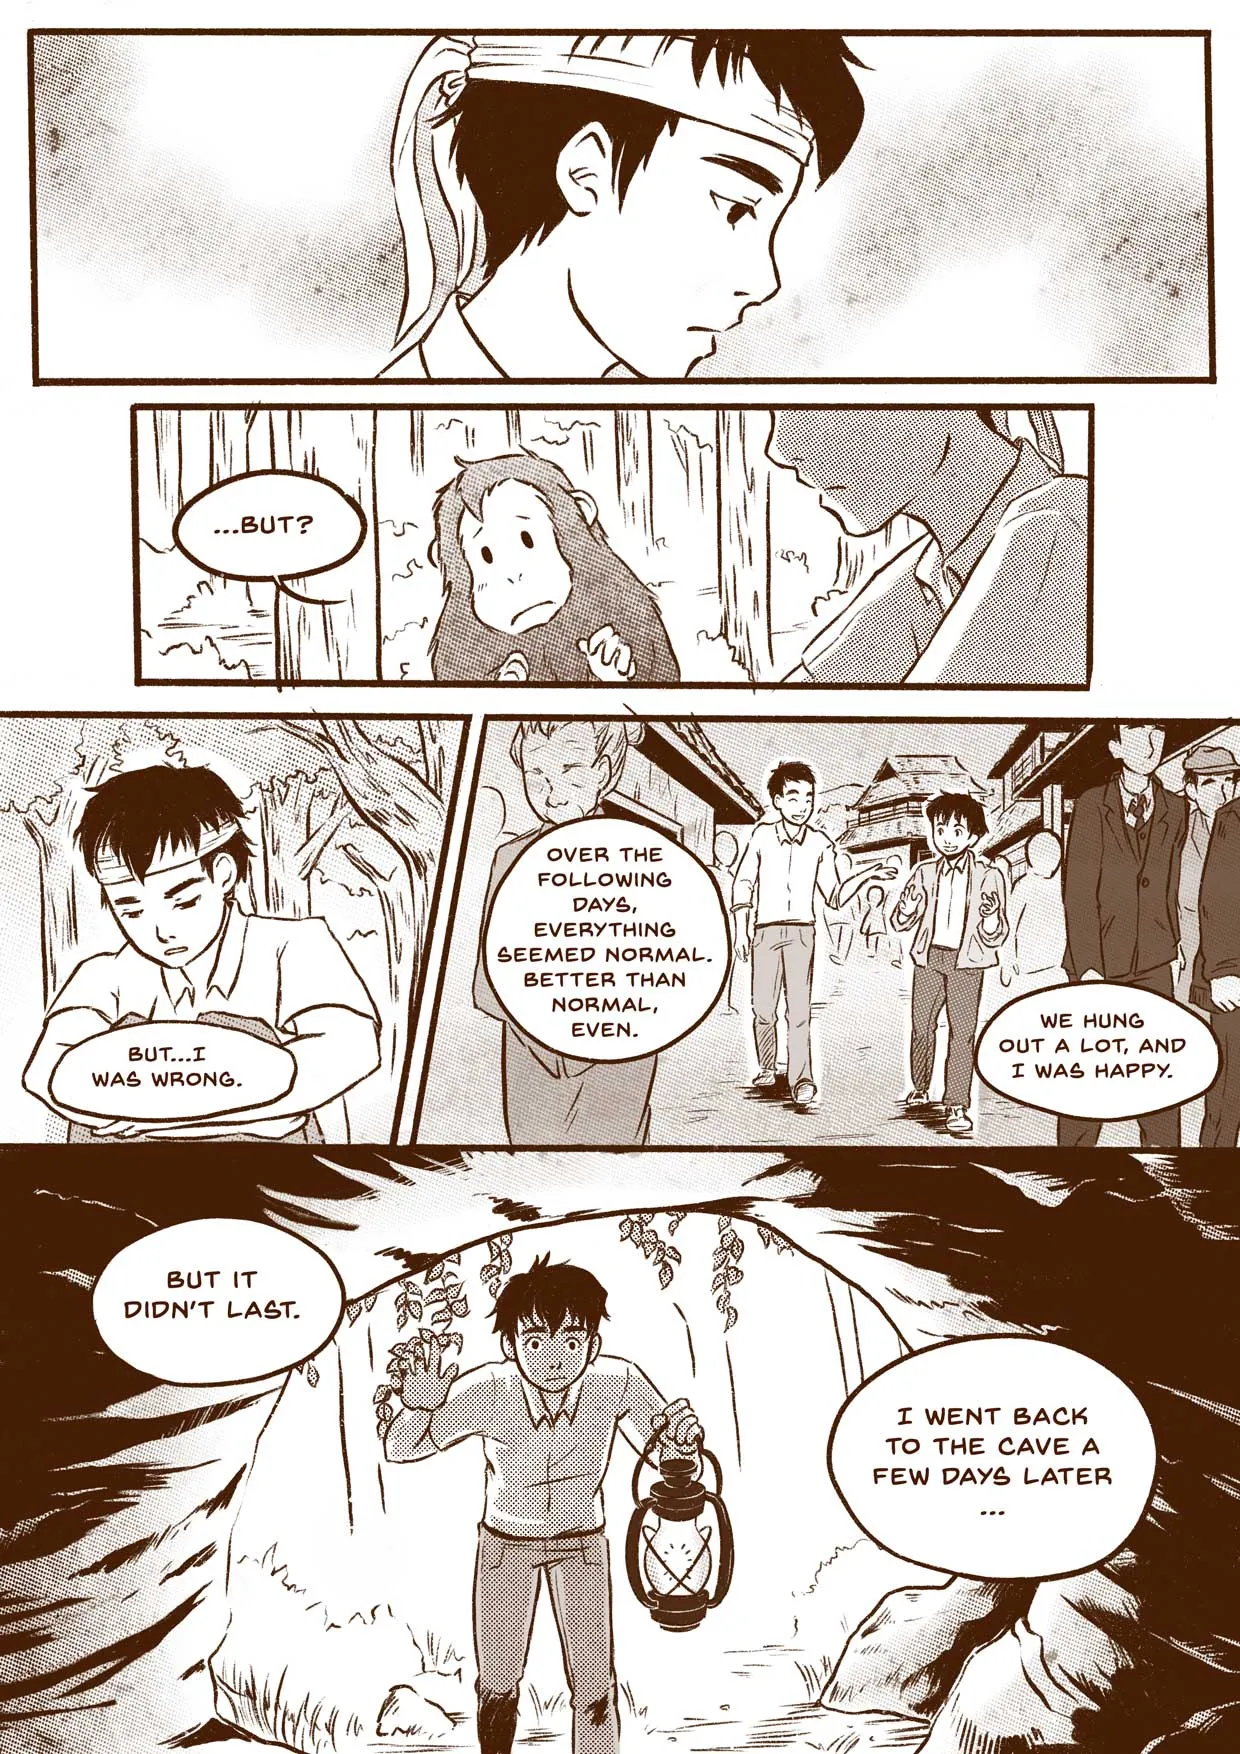 ...BUT?
BUT...I
WAS WRONG.
OVER THE
FOLLOWING
DAYS,
EVERYTHING
SEEMED NORMAL.
BETTER THAN
NORMAL,
EVEN.
WE HUNG
OUT A LOT, AND
I WAS HAPPY.
BUT IT
DIDN'T LAST.
I WENT BACK
TO THE CAVE A
FEW DAYS LATER
...